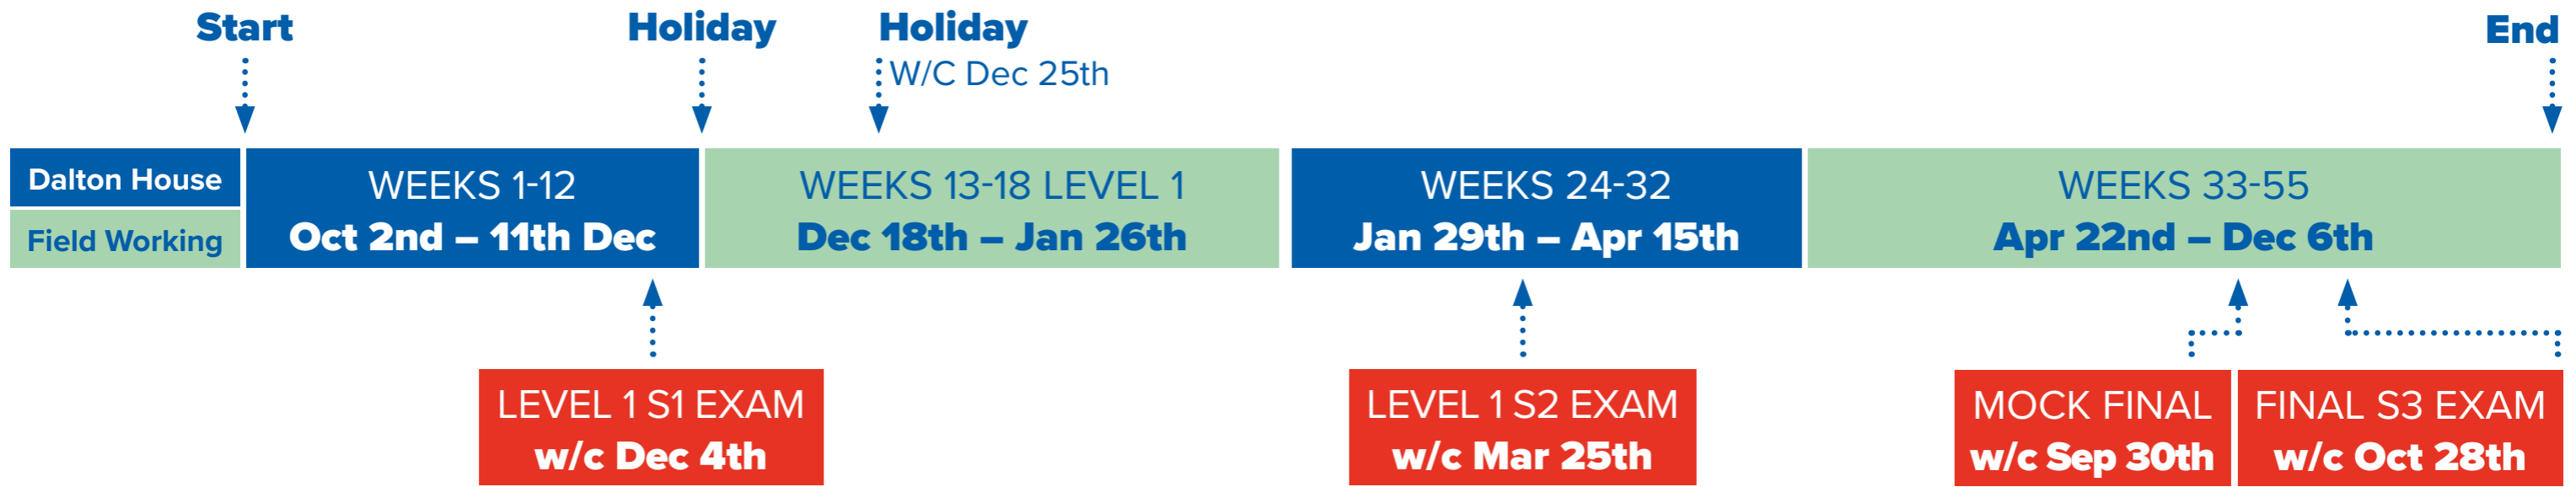 Start
Holiday
Holiday
W/C Dec 25th
End
Dalton House
Field Working
WEEKS 1-12
Oct 2nd – 11th Dec
WEEKS 13-18 LEVEL 1
Dec 18th – Jan 26th
WEEKS 24-32
Jan 29th – Apr 15th
WEEKS 33-55
Apr 22nd – Dec 6th
LEVEL 1 S1 EXAM
w/c Dec 4th
LEVEL 1 S2 EXAM
w/c Mar 25th
MOCK FINAL
w/c Sep 30th
FINAL S3 EXAM
w/c Oct 28th